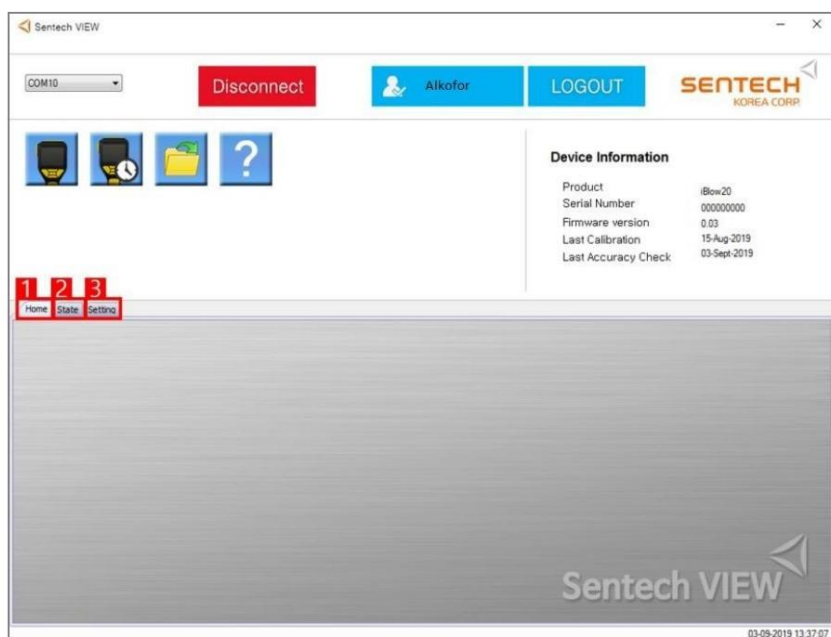 Sentech VIEW
COM10
Disconnect
Alkofor
LOGOUT
SENTECH
KOREA CORP.
?
Device Information
Product iBlow20
Serial Number 000000000
Firmware version 0.03
Last Calibration 15-Aug-2019
Last Accuracy Check 03-Sept-2019
1 2 3
Home State Setting
Sentech VIEW
03-09-2019 13:37:07